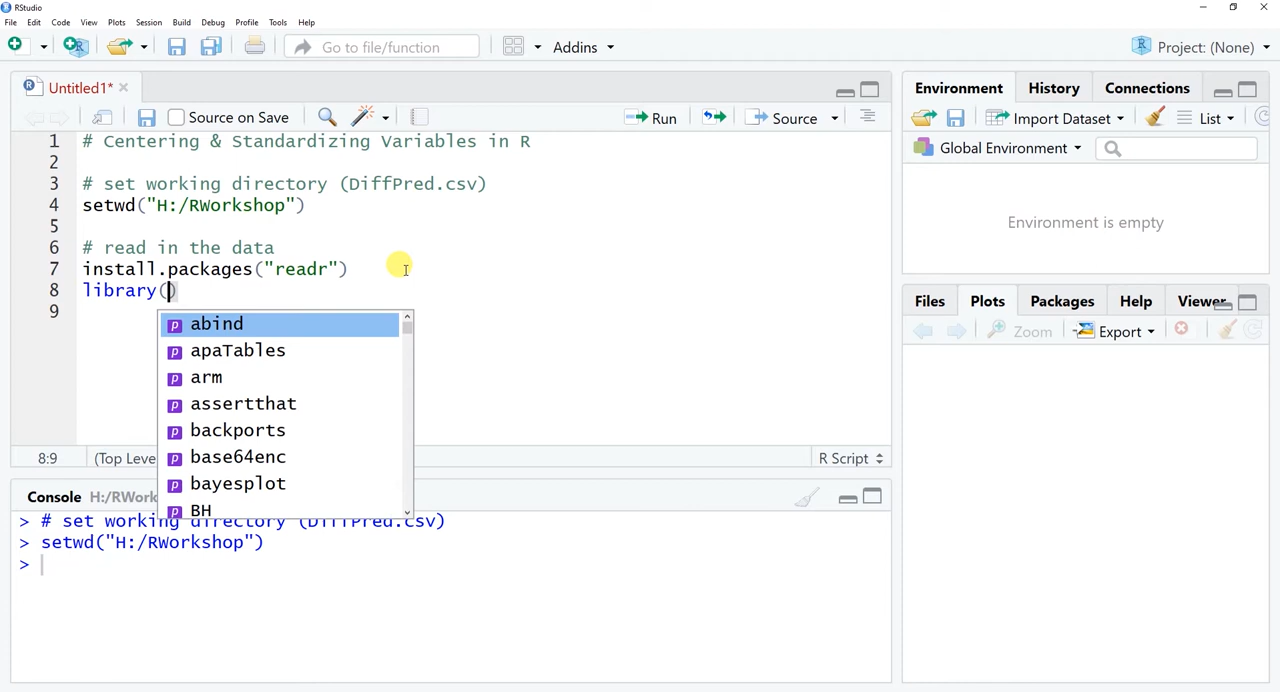 RStudio
File Edit Code View Plots Session Build Debug Profile Tools Help
Go to file/function Addins Project: (None)
Untitled1*
Source on Save Run Source
1 # Centering & Standardizing Variables in R
2
3 # set working directory (DiffPred.csv)
4 setwd("H:/RWorkshop")
5
6 # read in the data
7 install.packages("readr")
8 library()
9
abind
apaTables
arm
assertthat
backports
base64enc
bayesplot
BH
8:9 (Top Leve R Script
Console H:/RWork
> # set working directory (DiffPred.csv)
> setwd("H:/RWorkshop")
>
Environment History Connections
Import Dataset List
Global Environment
Environment is empty
Files Plots Packages Help Viewer
Zoom Export